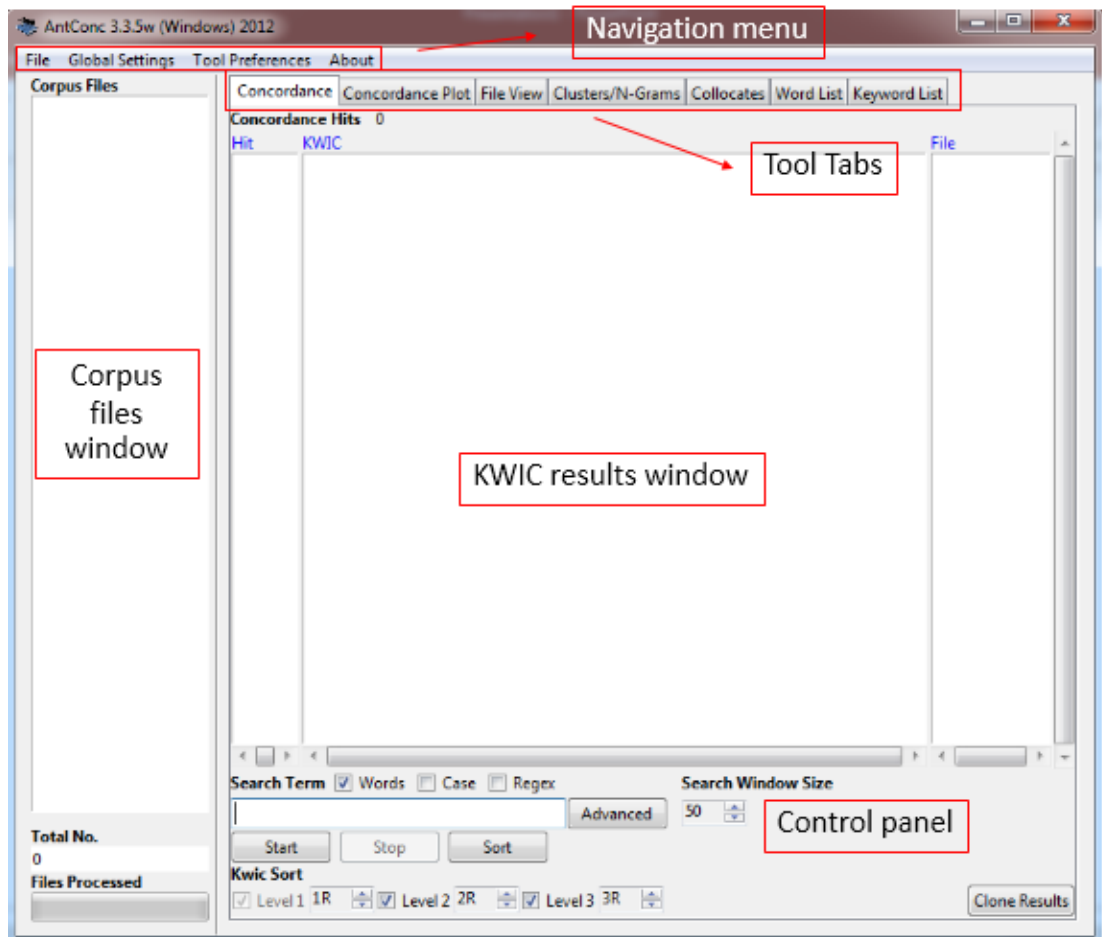 AntConc 3.3.5w (Windows) 2012
Navigation menu
File Global Settings Tool Preferences About
Corpus Files
Concordance Concordance Plot File View Clusters/N-Grams Collocates Word List Keyword List
Concordance Hits 0
Hit KWIC File
Tool Tabs
Corpus
files
window
KWIC results window
Search Term Words Case Regex Search Window Size
Advanced 50
Control panel
Total No.
0
Start Stop Sort
Files Processed
Kwic Sort
Level 1 1R Level 2 2R Level 3 3R
Clone Results